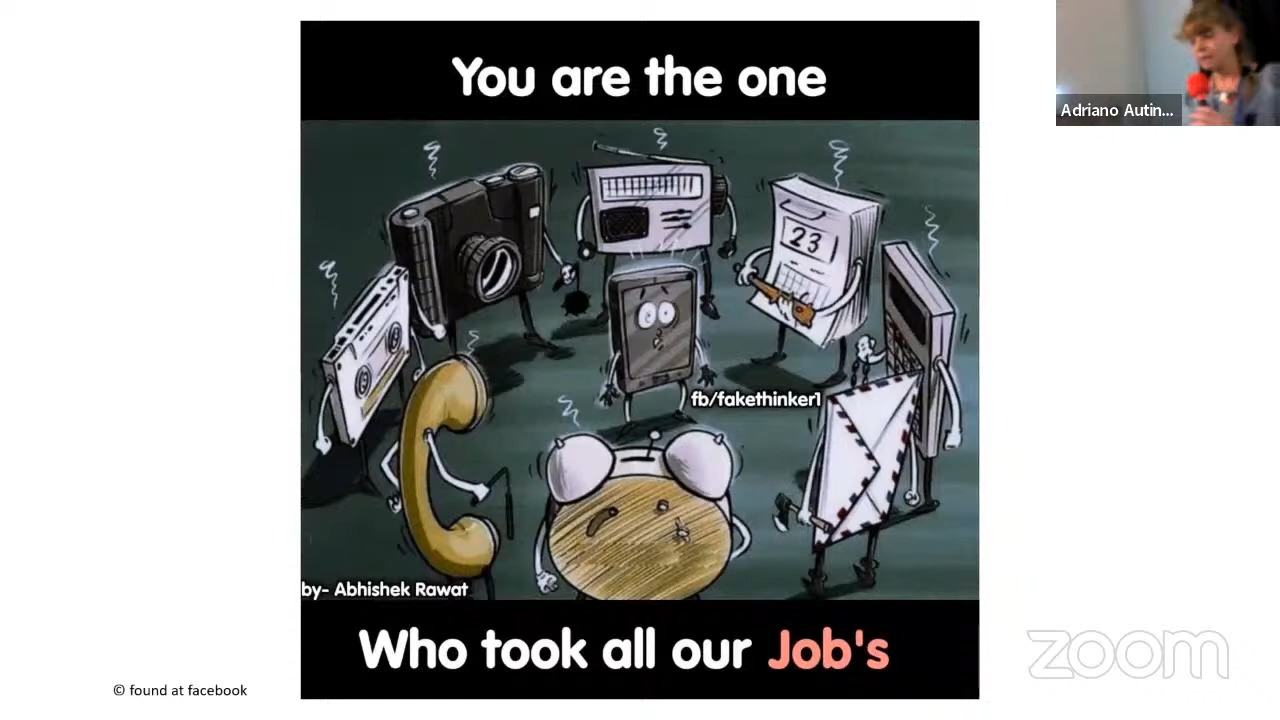 You are the one
Adriano Autin...
23
fb/fakethinker1
by- Abhishek Rawat
Who took all our Job's
© found at facebook
zoom